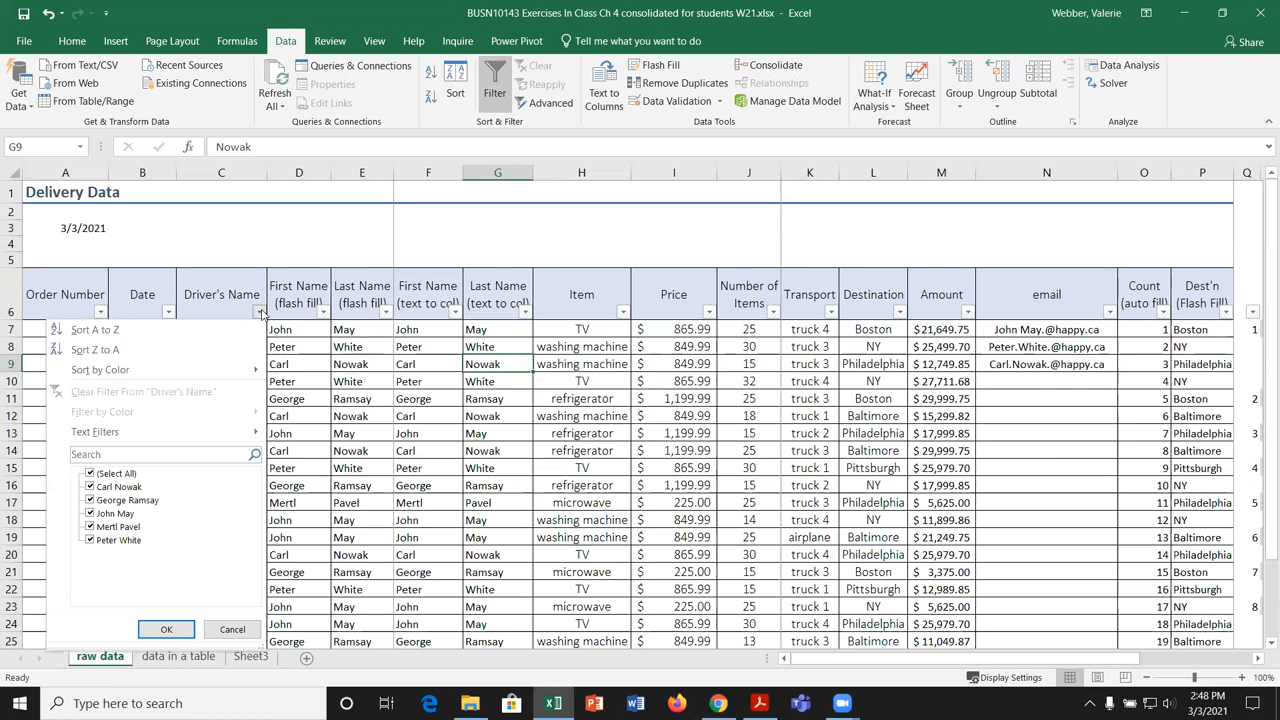 BUSN10143 Exercises In Class Ch 4 consolidated for students W21.xlsx - Excel
Webber, Valerie
File Home Insert Page Layout Formulas Data Review View Help Inquire Power Pivot Tell me what you want to do Share
Get Data
From Text/CSV
From Web
From Table/Range
Recent Sources
Existing Connections
Get & Transform Data
Refresh All
Queries & Connections
Properties
Edit Links
Queries & Connections
Sort
Filter
Clear
Reapply
Advanced
Sort & Filter
Text to Columns
Flash Fill
Remove Duplicates
Data Validation
Consolidate
Relationships
Manage Data Model
Data Tools
What-If Analysis
Forecast Sheet
Forecast
Group
Ungroup
Subtotal
Outline
Data Analysis
Solver
Analyze
G9 fx Nowak
A B C D E F G H I J K L M N O P Q
1 Delivery Data
2
3 3/3/2021
4
5
6 Order Number Date Driver's Name First Name (flash fill) Last Name (flash fill) First Name (text to col) Last Name (text to col) Item Price Number of Items Transport Destination Amount email Count (auto fill) Dest'n (Flash Fill)
7 John May John May TV $ 865.99 25 truck 4 Boston $ 21,649.75 John May.@happy.ca 1 Boston 1
8 Peter White Peter White washing machine $ 849.99 30 truck 3 NY $ 25,499.70 Peter.White.@happy.ca 2 NY
9 Carl Nowak Carl Nowak washing machine $ 849.99 15 truck 3 Philadelphia $ 12,749.85 Carl.Nowak.@happy.ca 3 Philadelphia
10 Peter White Peter White TV $ 865.99 32 truck 4 NY $ 27,711.68 4 NY
11 George Ramsay George Ramsay refrigerator $ 1,199.99 25 truck 3 Boston $ 29,999.75 5 Boston 2
12 Carl Nowak Carl Nowak washing machine $ 849.99 18 truck 1 Baltimore $ 15,299.82 6 Baltimore
13 John May John May refrigerator $ 1,199.99 15 truck 2 Philadelphia $ 17,999.85 7 Philadelphia 3
14 Carl Nowak Carl Nowak refrigerator $ 1,199.99 25 truck 3 Baltimore $ 29,999.75 8 Baltimore
15 Peter White Peter White TV $ 865.99 30 truck 1 Pittsburgh $ 25,979.70 9 Pittsburgh 4
16 George Ramsay George Ramsay refrigerator $ 1,199.99 15 truck 2 NY $ 17,999.85 10 NY
17 Mertl Pavel Mertl Pavel microwave $ 225.00 25 truck 1 Philadelphia $ 5,625.00 11 Philadelphia 5
18 John May John May washing machine $ 849.99 14 truck 4 NY $ 11,899.86 12 NY
19 John May John May washing machine $ 849.99 25 airplane Baltimore $ 21,249.75 13 Baltimore 6
20 Carl Nowak Carl Nowak TV $ 865.99 30 truck 4 Philadelphia $ 25,979.70 14 Philadelphia
21 George Ramsay George Ramsay microwave $ 225.00 15 truck 3 Boston $ 3,375.00 15 Boston 7
22 Peter White Peter White TV $ 865.99 15 truck 1 Pittsburgh $ 12,989.85 16 Pittsburgh
23 John May John May microwave $ 225.00 25 truck 1 NY $ 5,625.00 17 NY 8
24 John May John May TV $ 865.99 30 truck 4 Philadelphia $ 25,979.70 18 Philadelphia
25 George Ramsay George Ramsay washing machine $ 849.99 13 truck 3 Baltimore $ 11,049.87 19 Baltimore
Sort A to Z
Sort Z to A
Sort by Color
Clear Filter From "Driver's Name"
Filter by Color
Text Filters
Search
(Select All)
Carl Nowak
George Ramsay
John May
Mertl Pavel
Peter White
OK Cancel
raw data data in a table Sheet3
Ready Display Settings 100%
Type here to search
2:48 PM
3/3/2021